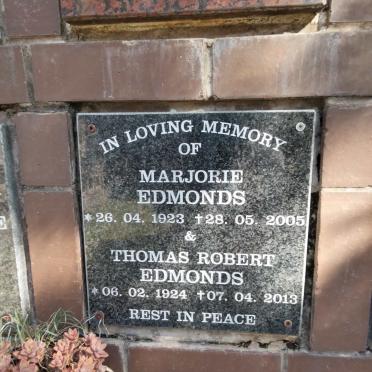 IN LOVING MEMORY
OF
MARJORIE
EDMONDS
*26. 04. 1923 †28. 05. 2005
&
THOMAS ROBERT
EDMONDS
*06. 02. 1924 †07. 04. 2013
REST IN PEACE